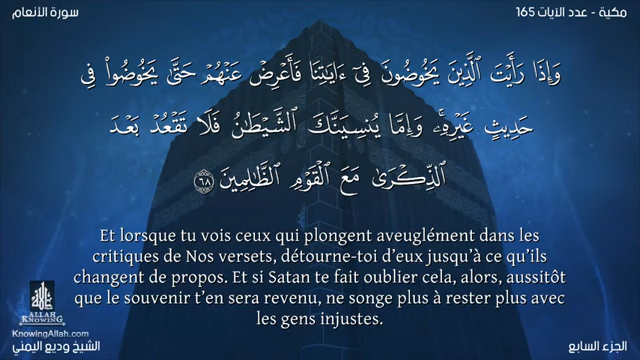 سورة الأنعام
مكية - عدد الآيات 165
وَإِذَا رَأَيْتَ ٱلَّذِينَ يَخُوضُونَ فِىٓ ءَايَٰتِنَا فَأَعْرِضْ عَنْهُمْ حَتَّىٰ يَخُوضُوا۟ فِى
حَدِيثٍ غَيْرِهِۦ ۚ وَإِمَّا يُنسِيَنَّكَ ٱلشَّيْطَٰنُ فَلَا تَقْعُدْ بَعْدَ
ٱلذِّكْرَىٰ مَعَ ٱلْقَوْمِ ٱلظَّٰلِمِينَ ٦٨
Et lorsque tu vois ceux qui plongent aveuglément dans les
critiques de Nos versets, détourne-toi d’eux jusqu’à ce qu’ils
changent de propos. Et si Satan te fait oublier cela, alors, aussitôt
que le souvenir t’en sera revenu, ne songe plus à rester plus avec
les gens injustes.
ALLAH
KNOWING
KnowingAllah.com
الشيخ وديع اليمني
الجزء السابع